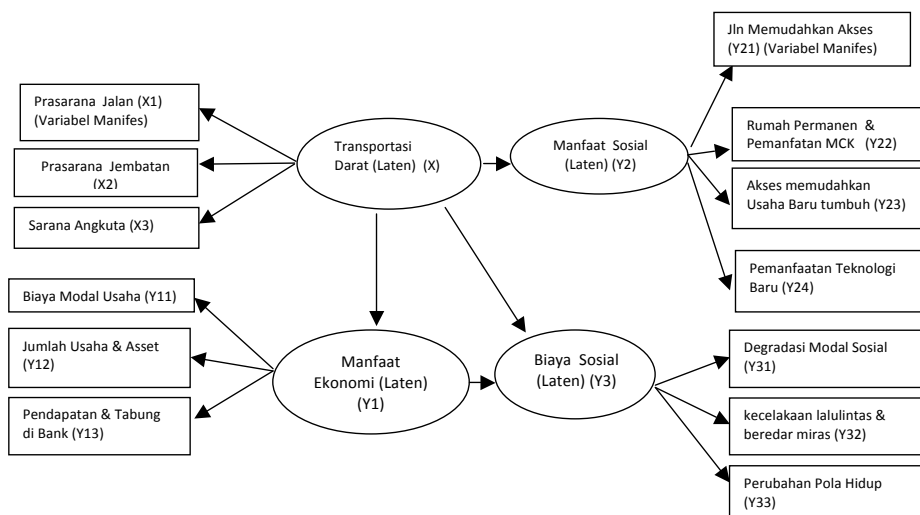 Jln Memudahkan Akses
(Y21) (Variabel Manifes)
Prasarana Jalan (X1)
(Variabel Manifes)
Prasarana Jembatan
(X2)
Sarana Angkuta (X3)
Transportasi
Darat (Laten) (X)
Manfaat Sosial
(Laten) (Y2)
Rumah Permanen &
Pemanfatan MCK (Y22)
Akses memudahkan
Usaha Baru tumbuh (Y23)
Pemanfaatan Teknologi
Baru (Y24)
Biaya Modal Usaha (Y11)
Jumlah Usaha & Asset
(Y12)
Pendapatan & Tabung
di Bank (Y13)
Manfaat
Ekonomi (Laten)
(Y1)
Biaya Sosial
(Laten) (Y3)
Degradasi Modal Sosial
(Y31)
kecelakaan lalulintas &
beredar miras (Y32)
Perubahan Pola Hidup
(Y33)